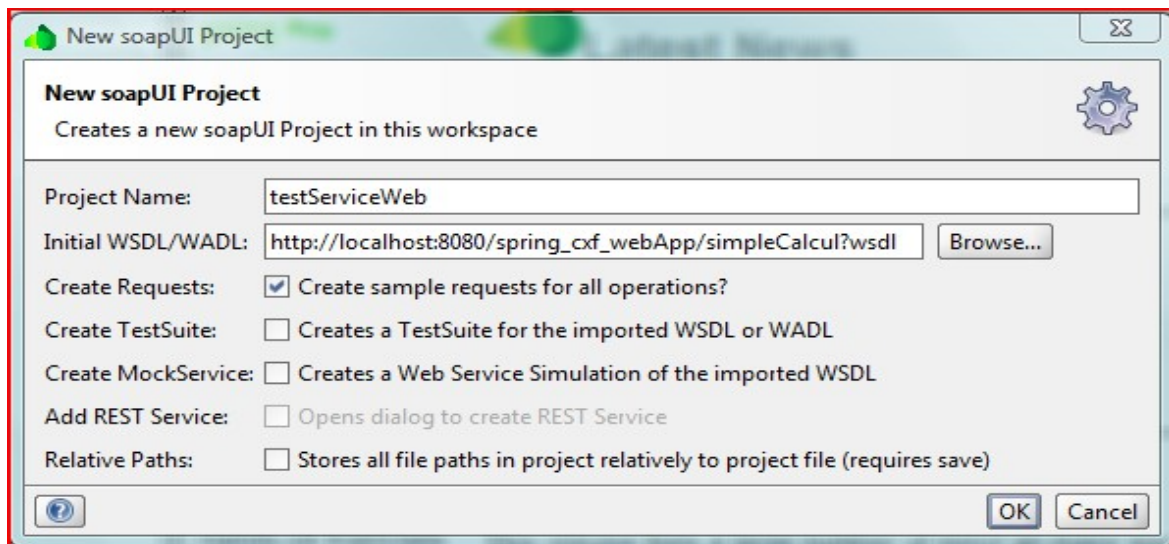 New soapUI Project
Latest News
New soapUI Project
Creates a new soapUI Project in this workspace
Project Name: testServiceWeb
Initial WSDL/WADL: http://localhost:8080/spring_cxf_webApp/simpleCalcul?wsdl Browse...
Create Requests: Create sample requests for all operations?
Create TestSuite: Creates a TestSuite for the imported WSDL or WADL
Create MockService: Creates a Web Service Simulation of the imported WSDL
Add REST Service: Opens dialog to create REST Service
Relative Paths: Stores all file paths in project relatively to project file (requires save)
? OK Cancel